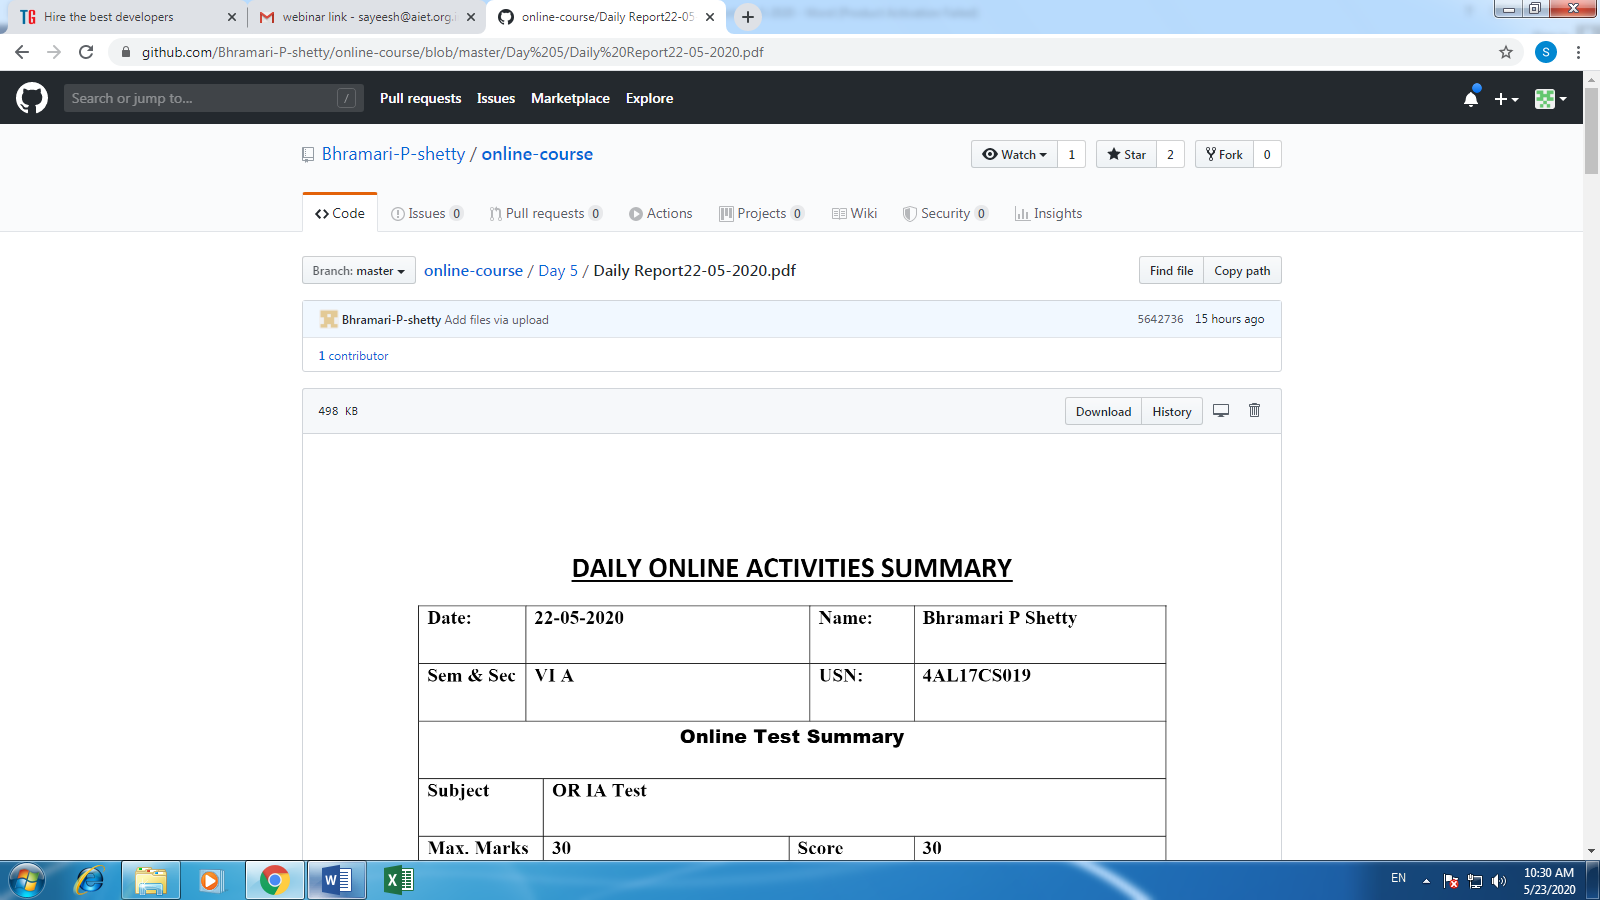 Hire the best developers
webinar link - sayeesh@aiet.org.i
online-course/Daily Report22-05
github.com/Bhramari-P-shetty/online-course/blob/master/Day%205/Daily%20Report22-05-2020.pdf
S
Search or jump to...
/
Pull requests Issues Marketplace Explore
Bhramari-P-shetty / online-course
Watch 1 Star 2 Fork 0
Code Issues 0 Pull requests 0 Actions Projects 0 Wiki Security 0 Insights
Branch: master online-course / Day 5 / Daily Report22-05-2020.pdf Find file Copy path
Bhramari-P-shetty Add files via upload 5642736 15 hours ago
1 contributor
498 KB Download History
DAILY ONLINE ACTIVITIES SUMMARY
Date: 22-05-2020 Name: Bhramari P Shetty
Sem & Sec VI A USN: 4AL17CS019
Online Test Summary
Subject OR IA Test
Max. Marks 30 Score 30
EN 10:30 AM
5/23/2020